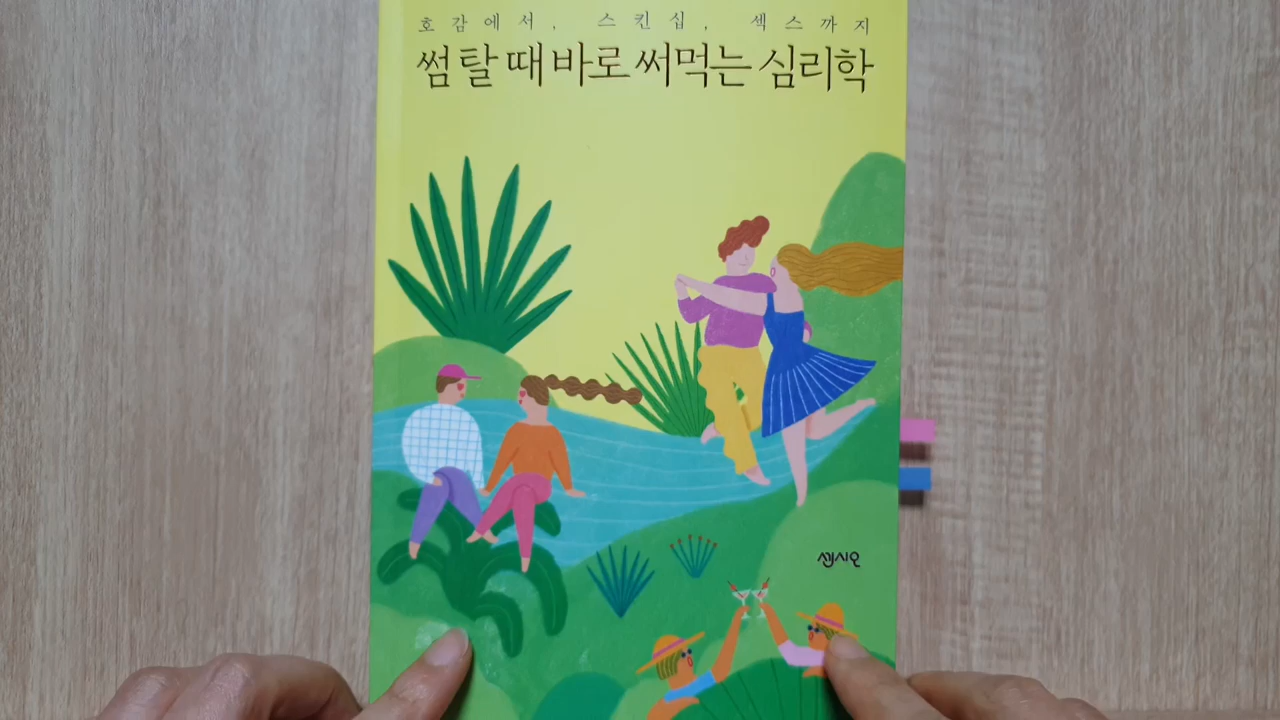 호감에서, 스킨십, 섹스까지
썸 탈 때 바로 써먹는 심리학
생각시오